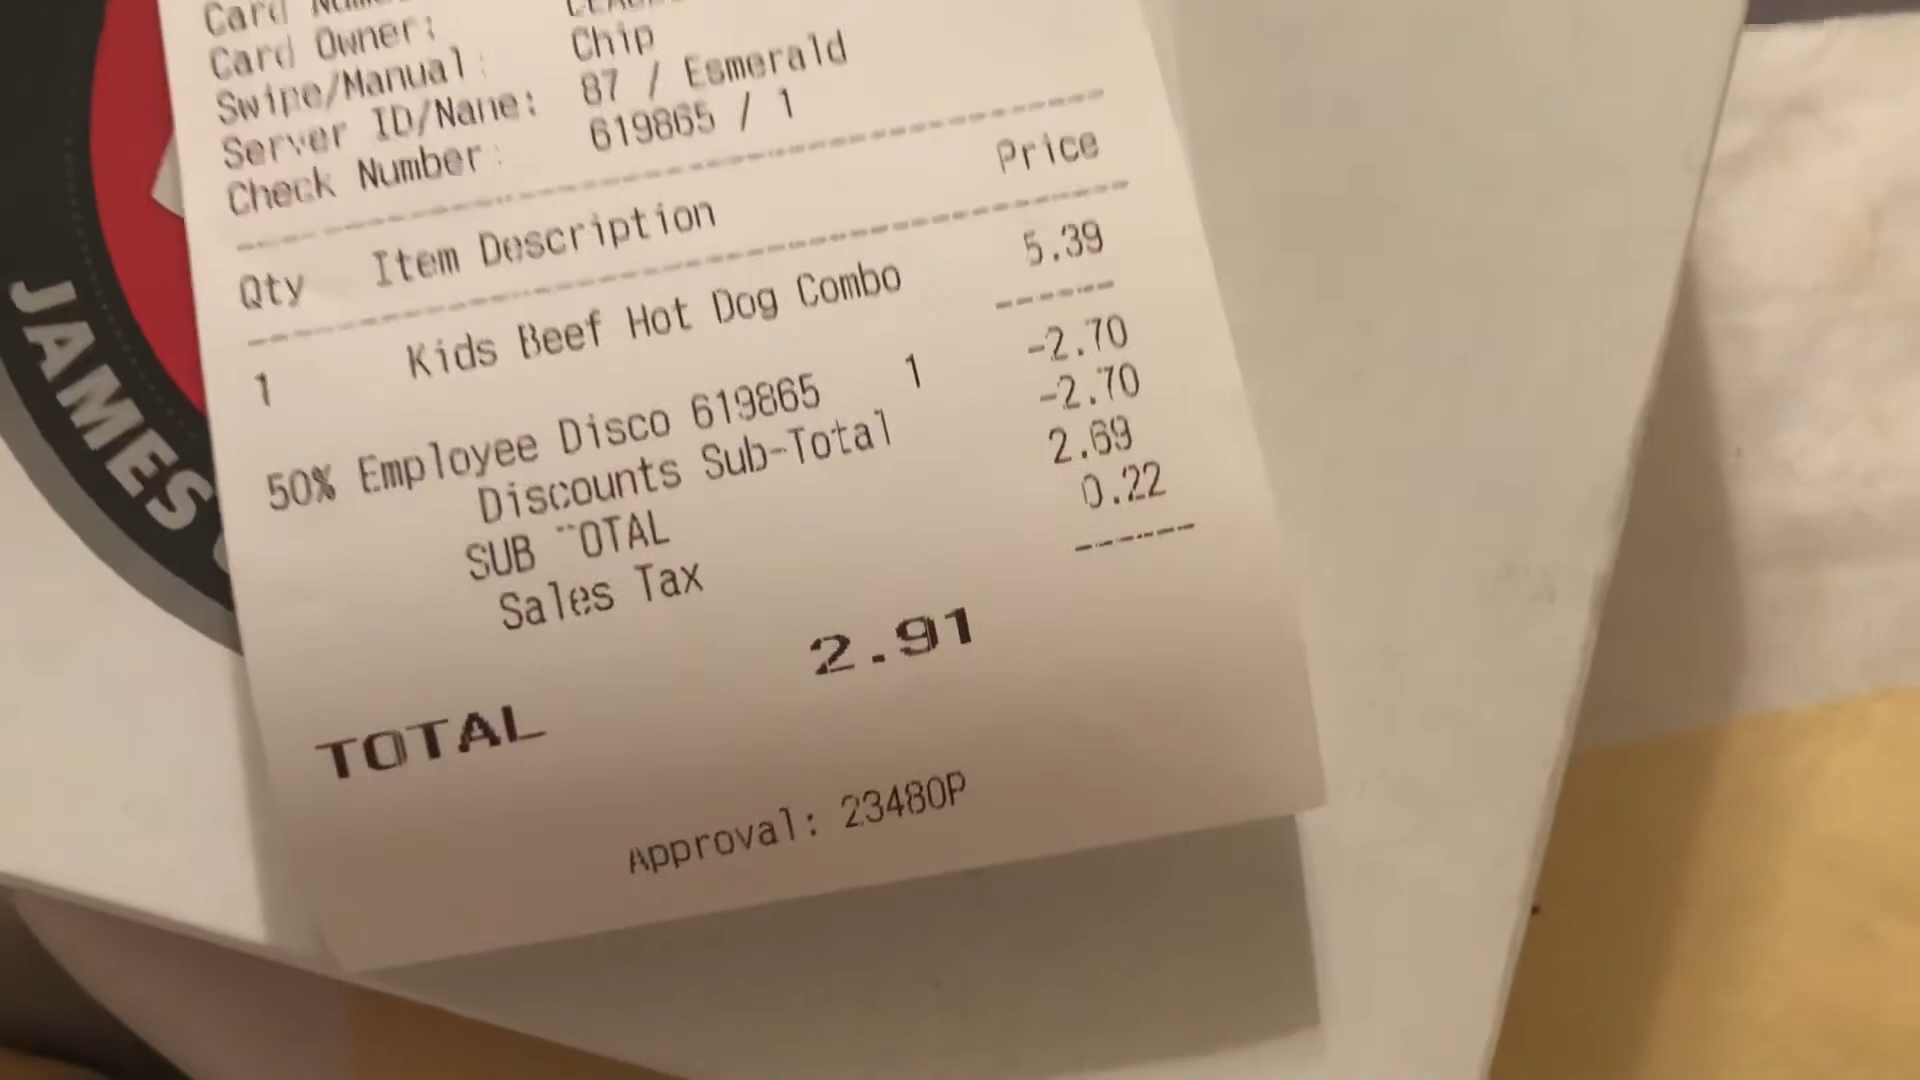 Card
Card Owner:
Swipe/Manual: Chip
Server ID/Name: 87 / Esmerald
Check Number: 619865 / 1
Qty Item Description Price
1 Kids Beef Hot Dog Combo 5.39
50% Employee Disco 619865 1 -2.70
Discounts Sub-Total -2.70
SUB TOTAL 2.69
Sales Tax 0.22
TOTAL 2.91
Approval: 23480P
JAMES